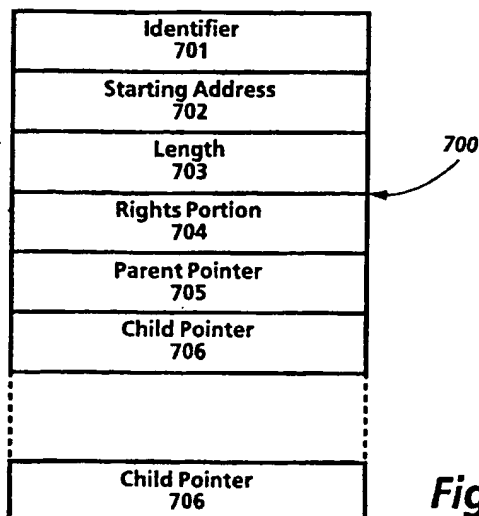 Identifier
701
Starting Address
702
Length
703
700
Rights Portion
704
Parent Pointer
705
Child Pointer
706
Child Pointer
706
Fig